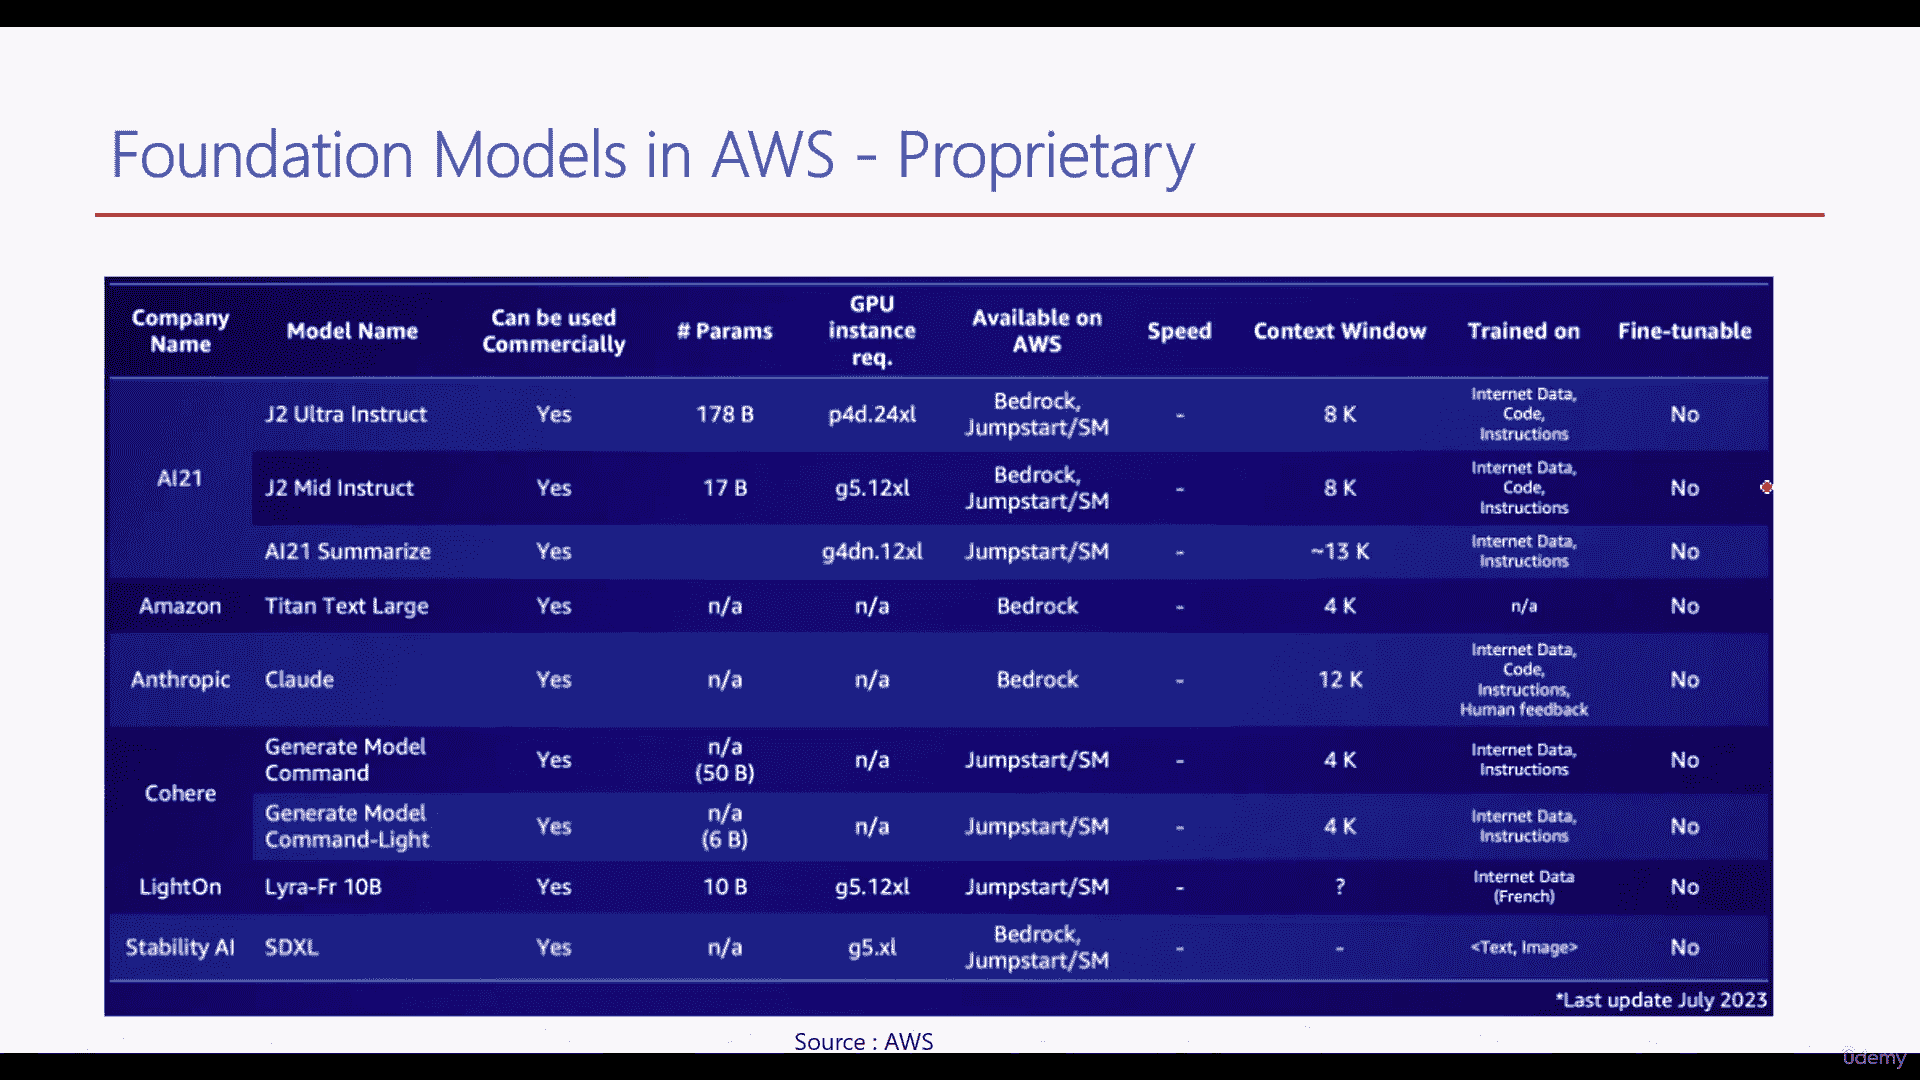 Foundation Models in AWS - Proprietary
Company Name | Model Name | Can be used Commercially | # Params | GPU instance req. | Available on AWS | Speed | Context Window | Trained on | Fine-tunable
AI21 | J2 Ultra Instruct | Yes | 178 B | p4d.24xl | Bedrock, Jumpstart/SM | - | 8 K | Internet Data, Code, Instructions | No
J2 Mid Instruct | Yes | 17 B | g5.12xl | Bedrock, Jumpstart/SM | - | 8 K | Internet Data, Code, Instructions | No
AI21 Summarize | Yes | | g4dn.12xl | Jumpstart/SM | - | ~13 K | Internet Data, Instructions | No
Amazon | Titan Text Large | Yes | n/a | n/a | Bedrock | - | 4 K | n/a | No
Anthropic | Claude | Yes | n/a | n/a | Bedrock | - | 12 K | Internet Data, Code, Instructions, Human feedback | No
Cohere | Generate Model Command | Yes | n/a (50 B) | n/a | Jumpstart/SM | - | 4 K | Internet Data, Instructions | No
Generate Model Command-Light | Yes | n/a (6 B) | n/a | Jumpstart/SM | - | 4 K | Internet Data, Instructions | No
LightOn | Lyra-Fr 10B | Yes | 10 B | g5.12xl | Jumpstart/SM | - | ? | Internet Data (French) | No
Stability AI | SDXL | Yes | n/a | g5.xl | Bedrock, Jumpstart/SM | - | - | <Text, Image> | No
*Last update July 2023
Source : AWS
ûdemy